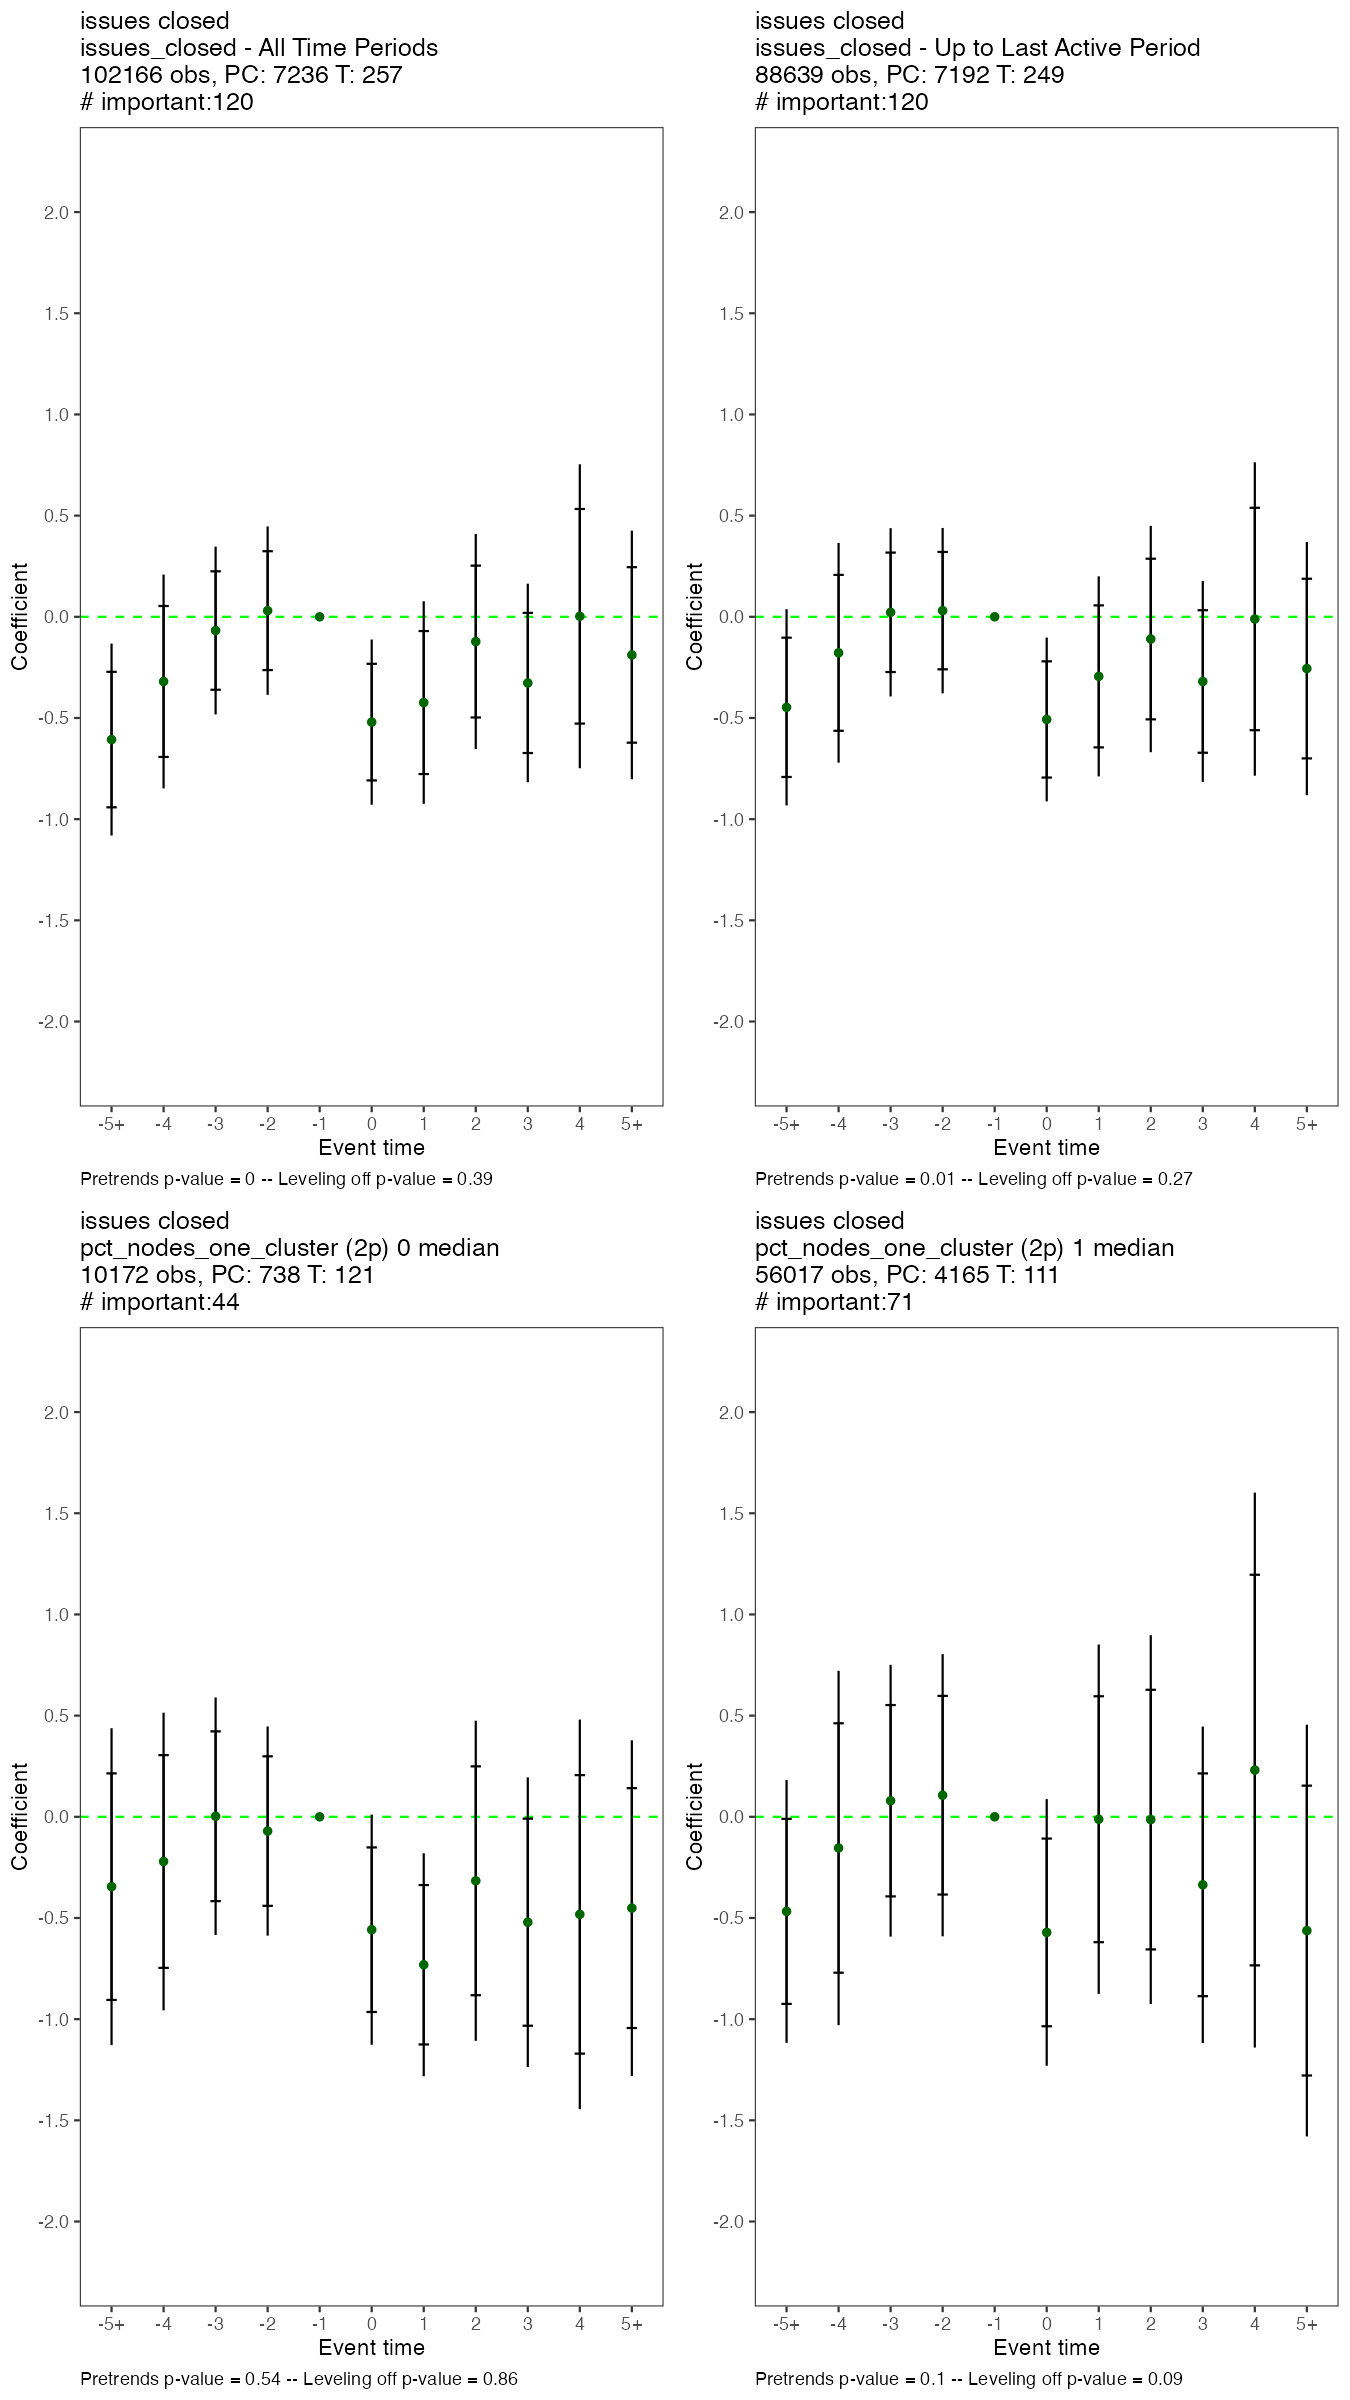 issues closed
issues_closed - All Time Periods
102166 obs, PC: 7236 T: 257
# important:120
2.0
1.5
1.0
0.5
0.0
-0.5
-1.0
-1.5
-2.0
Coefficient
-5+ -4 -3 -2 -1 0 1 2 3 4 5+
Event time
Pretrends p-value = 0 -- Leveling off p-value = 0.39
issues closed
issues_closed - Up to Last Active Period
88639 obs, PC: 7192 T: 249
# important:120
2.0
1.5
1.0
0.5
0.0
-0.5
-1.0
-1.5
-2.0
Coefficient
-5+ -4 -3 -2 -1 0 1 2 3 4 5+
Event time
Pretrends p-value = 0.01 -- Leveling off p-value = 0.27
issues closed
pct_nodes_one_cluster (2p) 0 median
10172 obs, PC: 738 T: 121
# important:44
2.0
1.5
1.0
0.5
0.0
-0.5
-1.0
-1.5
-2.0
Coefficient
-5+ -4 -3 -2 -1 0 1 2 3 4 5+
Event time
Pretrends p-value = 0.54 -- Leveling off p-value = 0.86
issues closed
pct_nodes_one_cluster (2p) 1 median
56017 obs, PC: 4165 T: 111
# important:71
2.0
1.5
1.0
0.5
0.0
-0.5
-1.0
-1.5
-2.0
Coefficient
-5+ -4 -3 -2 -1 0 1 2 3 4 5+
Event time
Pretrends p-value = 0.1 -- Leveling off p-value = 0.09